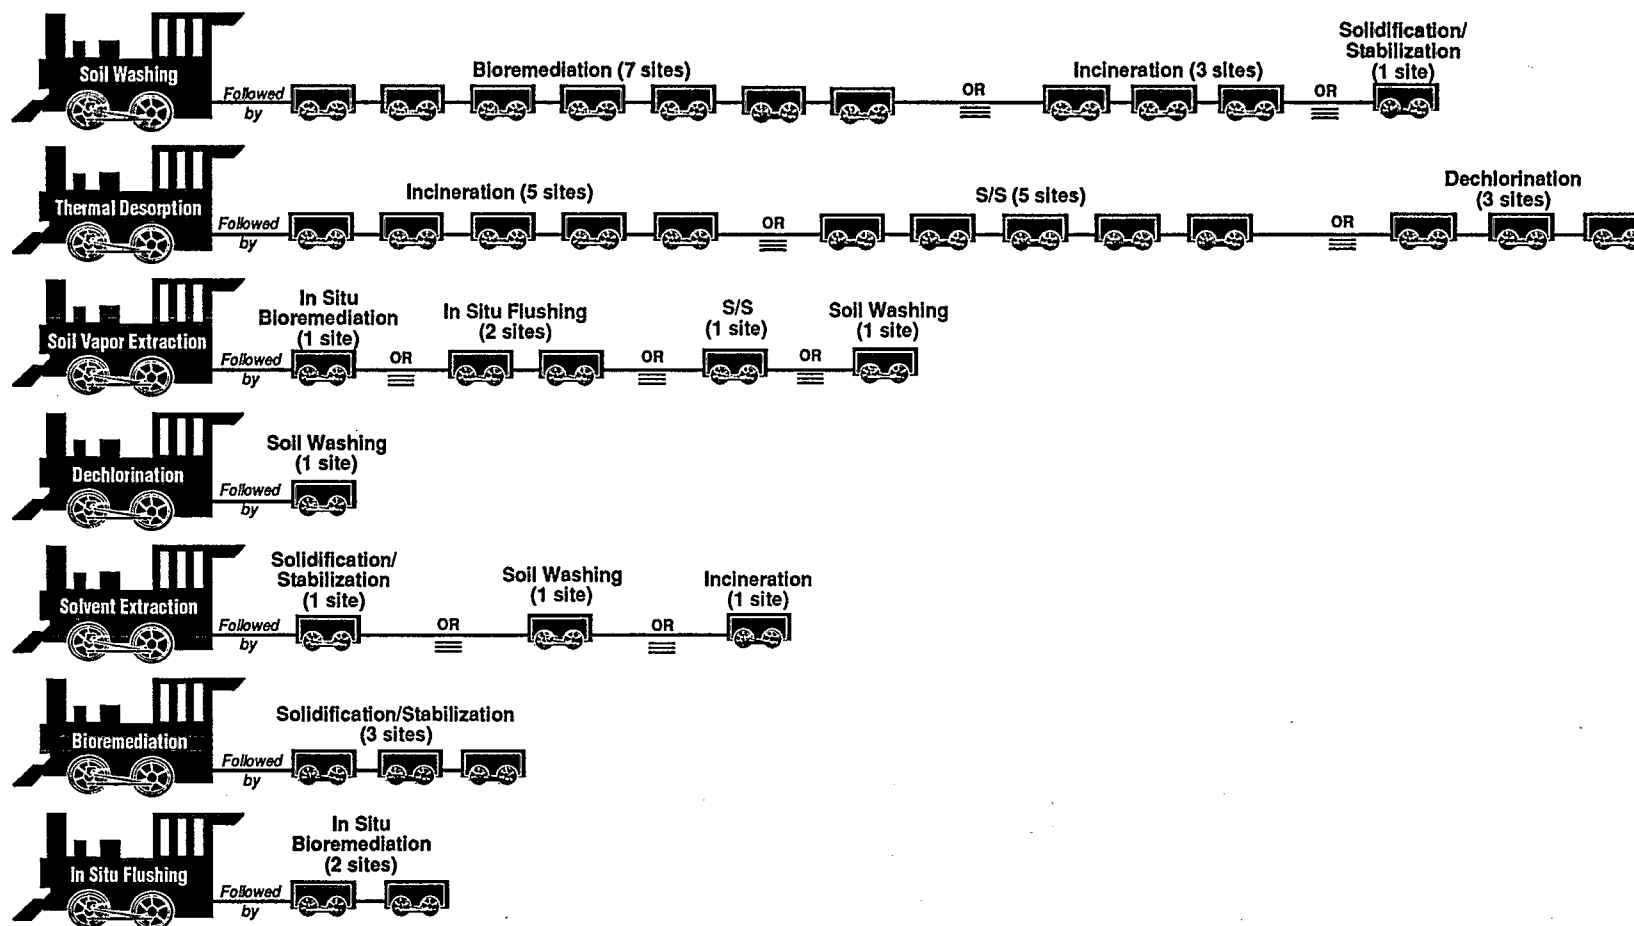 Soil Washing
Followed
by
Bioremediation (7 sites)
OR
Incineration (3 sites)
OR
Solidification/
Stabilization
(1 site)
Thermal Desorption
Followed
by
Incineration (5 sites)
OR
S/S (5 sites)
OR
Dechlorination
(3 sites)
Soil Vapor Extraction
Followed
by
In Situ
Bioremediation
(1 site)
OR
In Situ Flushing
(2 sites)
OR
S/S
(1 site)
OR
Soil Washing
(1 site)
Dechlorination
Followed
by
Soil Washing
(1 site)
Solvent Extraction
Followed
by
Solidification/
Stabilization
(1 site)
OR
Soil Washing
(1 site)
OR
Incineration
(1 site)
Bioremediation
Followed
by
Solidification/Stabilization
(3 sites)
In Situ Flushing
Followed
by
In Situ
Bioremediation
(2 sites)